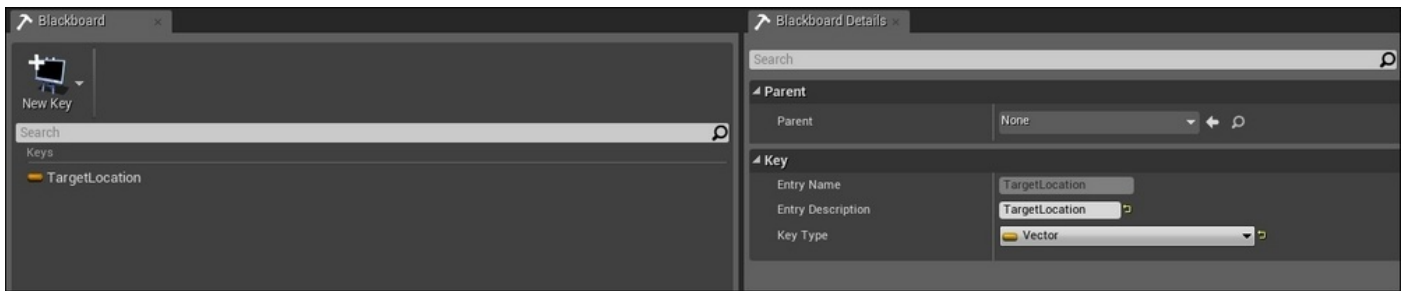 Blackboard
New Key
Search
Keys
TargetLocation
Blackboard Details
Search
Parent
Parent None
Key
Entry Name TargetLocation
Entry Description TargetLocation
Key Type Vector